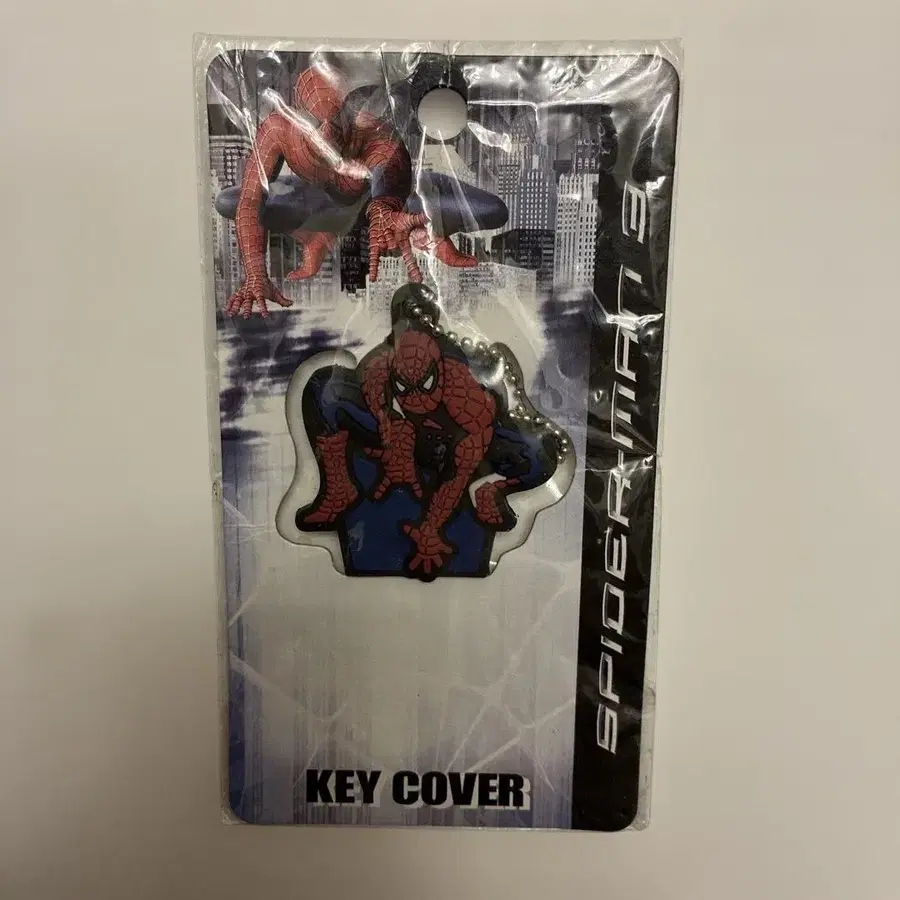 SPIDER-MAN 3
KEY COVER